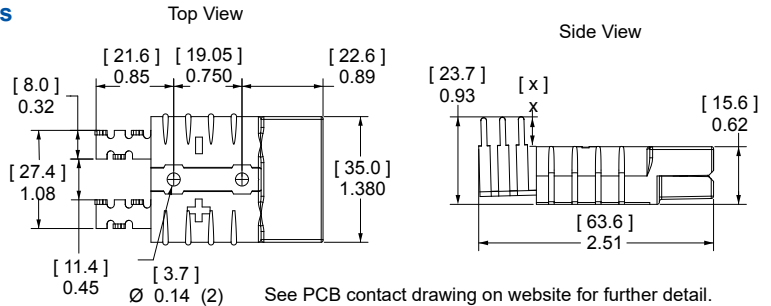 s
Top View
Side View
[ 21.6 ] [ 19.05 ] [ 22.6 ]
0.85 0.750 0.89
[ 8.0 ]
0.32
[ 27.4 ]
1.08
[ 35.0 ]
1.380
[ 11.4 ]
0.45
[ 3.7 ]
Ø 0.14 (2)
[ 23.7 ]
0.93
[ x ]
x
[ 15.6 ]
0.62
[ 63.6 ]
2.51
See PCB contact drawing on website for further detail.